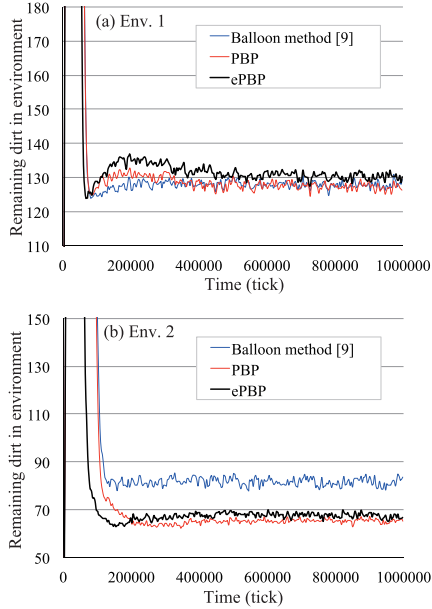 180
170
160
150
140
130
120
110
(a) Env. 1
Balloon method [9]
PBP
ePBP
Remaining dirt in environment
0 200000 400000 600000 800000 1000000
Time (tick)
150
130
110
90
70
50
(b) Env. 2
Balloon method [9]
PBP
ePBP
Remaining dirt in environment
0 200000 400000 600000 800000 1000000
Time (tick)